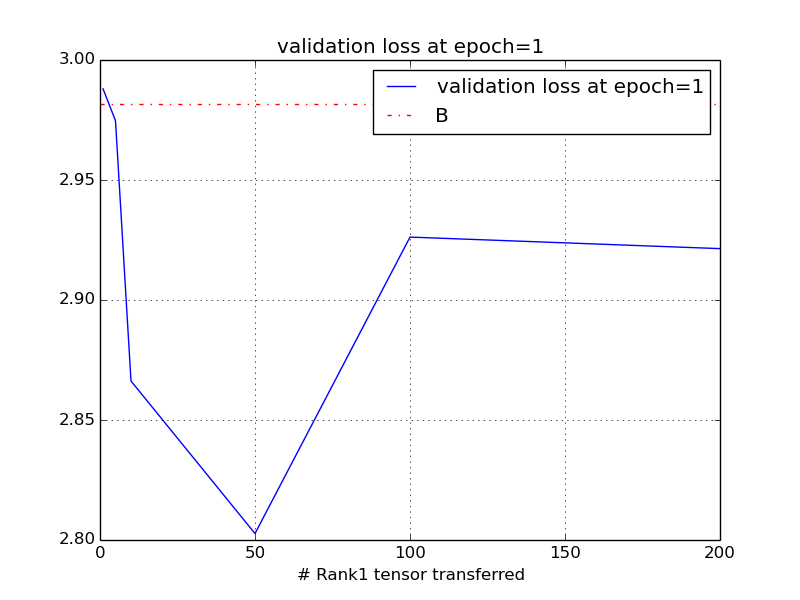 validation loss at epoch=1
3.00
validation loss at epoch=1
B
2.95
2.90
2.85
2.80
0 50 100 150 200
# Rank1 tensor transferred